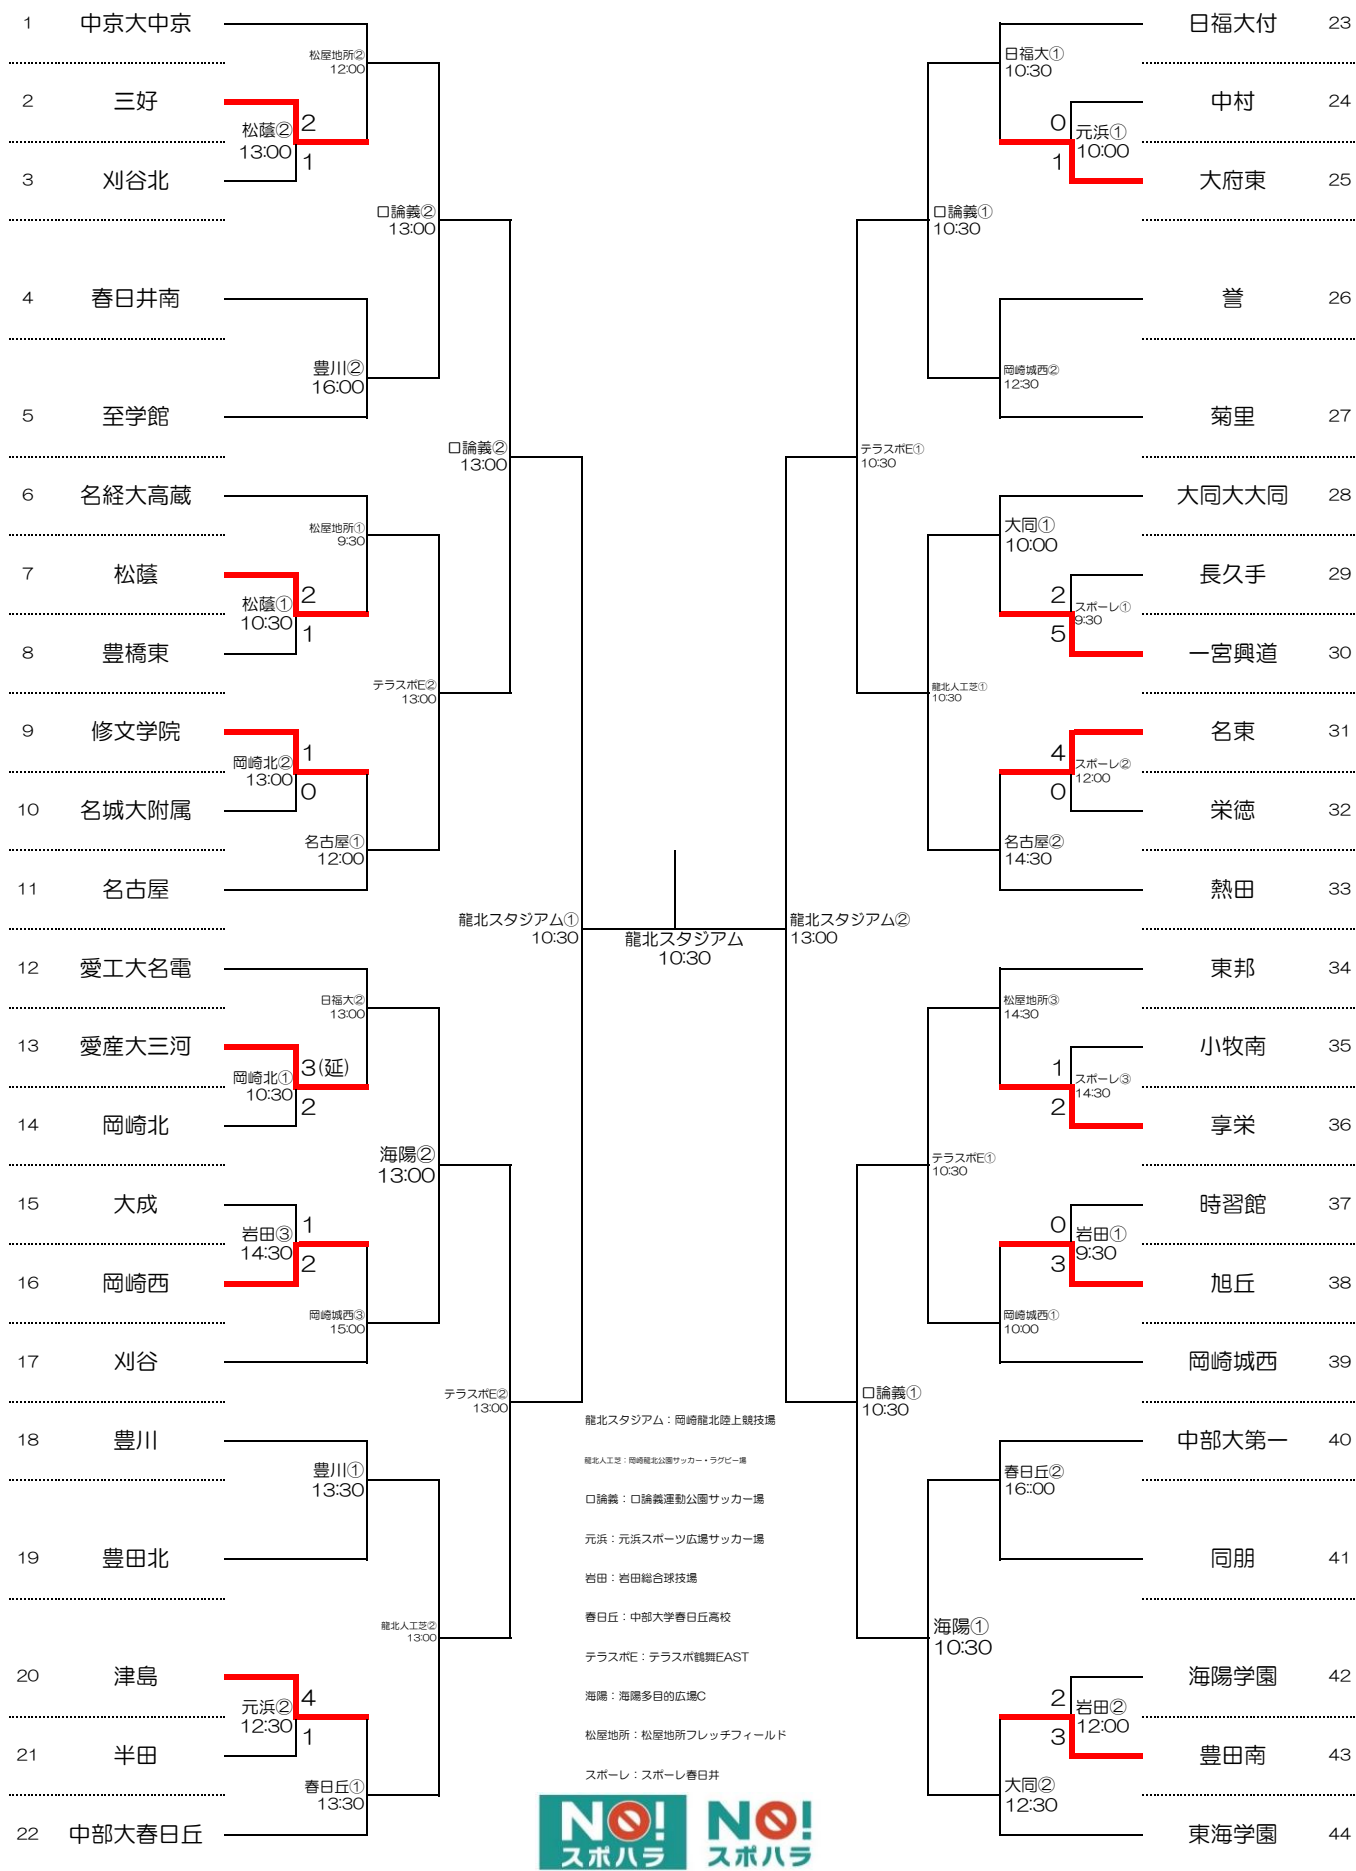 1 中京大中京
松屋地所②
12:00
2 三好
松蔭②
13:00
2
1
3 刈谷北
口論義②
13:00
4 春日井南
豊川②
16:00
5 至学館
口論義②
13:00
6 名経大高蔵
松屋地所①
9:30
7 松蔭
松蔭①
10:30
2
1
8 豊橋東
テラスポE②
13:00
9 修文学院
岡崎北②
13:00
1
0
10 名城大附属
名古屋①
12:00
11 名古屋
龍北スタジアム①
10:30
12 愛工大名電
日福大②
13:00
13 愛産大三河
岡崎北①
10:30
3(延)
2
14 岡崎北
海陽②
13:00
15 大成
岩田③
14:30
1
2
16 岡崎西
岡崎城西③
15:00
17 刈谷
テラスポE②
13:00
18 豊川
豊川①
13:30
19 豊田北
龍北人工芝②
13:00
20 津島
元浜②
12:30
4
1
21 半田
春日丘①
13:30
22 中部大春日丘
龍北スタジアム
10:30
日福大付 23
日福大①
10:30
中村 24
0
1
元浜①
10:00
大府東 25
口論義①
10:30
誉 26
岡崎城西②
12:30
菊里 27
テラスポE①
10:30
大同大大同 28
大同①
10:00
長久手 29
2
5
スポーレ①
9:30
一宮興道 30
龍北人工芝①
10:30
名東 31
4
0
スポーレ②
12:00
栄徳 32
名古屋②
14:30
熱田 33
龍北スタジアム②
13:00
東邦 34
松屋地所③
14:30
小牧南 35
1
2
スポーレ③
14:30
享栄 36
テラスポE①
10:30
時習館 37
0
3
岩田①
9:30
旭丘 38
岡崎城西①
10:00
岡崎城西 39
口論義①
10:30
中部大第一 40
春日丘②
16:00
同朋 41
海陽①
10:30
海陽学園 42
2
3
岩田②
12:00
豊田南 43
大同②
12:30
東海学園 44
龍北スタジアム：岡崎龍北陸上競技場
龍北人工芝：岡崎龍北公園サッカー・ラグビー場
口論義：口論義運動公園サッカー場
元浜：元浜スポーツ広場サッカー場
岩田：岩田総合球技場
春日丘：中部大学春日丘高校
テラスポE：テラスポ鶴舞EAST
海陽：海陽多目的広場C
松屋地所：松屋地所フレッチフィールド
スポーレ：スポーレ春日井
NO!
スポハラ
NO!
スポハラ